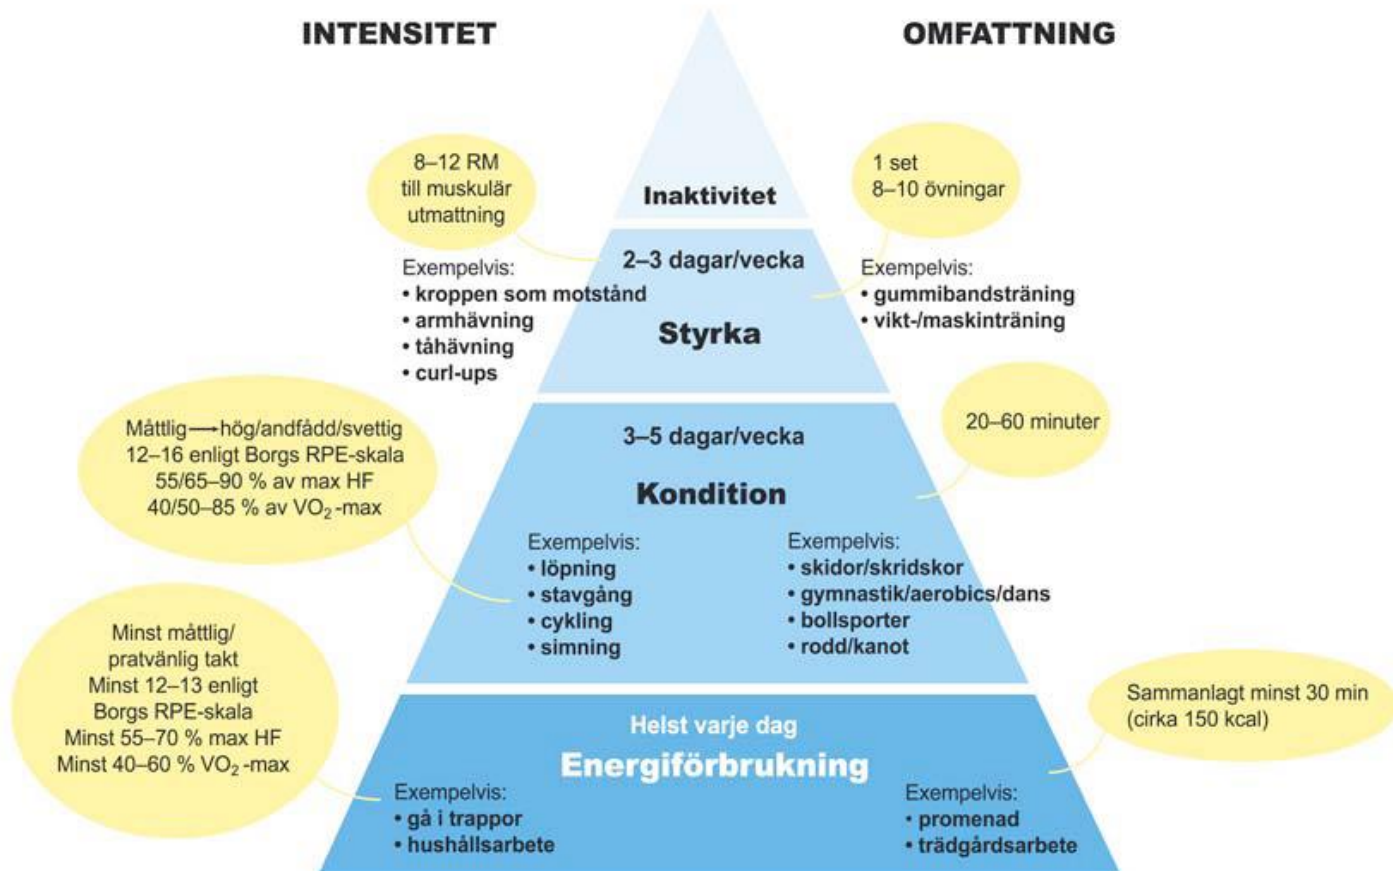 INTENSITET
OMFATTNING
8–12 RM
till muskulär
utmattning
1 set
8–10 övningar
Inaktivitet
2–3 dagar/vecka
Styrka
Exempelvis:
• kroppen som motstånd
• armhävning
• tåhävning
• curl-ups
Exempelvis:
• gummibandsträning
• vikt-/maskinträning
Måttlig→hög/andfådd/svettig
12–16 enligt Borgs RPE-skala
55/65–90 % av max HF
40/50–85 % av VO₂-max
20–60 minuter
3–5 dagar/vecka
Kondition
Exempelvis:
• löpning
• stavgång
• cykling
• simning
Exempelvis:
• skidor/skridskor
• gymnastik/aerobics/dans
• bollsporter
• rodd/kanot
Minst måttlig/
pratvänlig takt
Minst 12–13 enligt
Borgs RPE-skala
Minst 55–70 % max HF
Minst 40–60 % VO₂-max
Sammanlagt minst 30 min
(cirka 150 kcal)
Helst varje dag
Energiförbrukning
Exempelvis:
• gå i trappor
• hushållsarbete
Exempelvis:
• promenad
• trädgårdsarbete